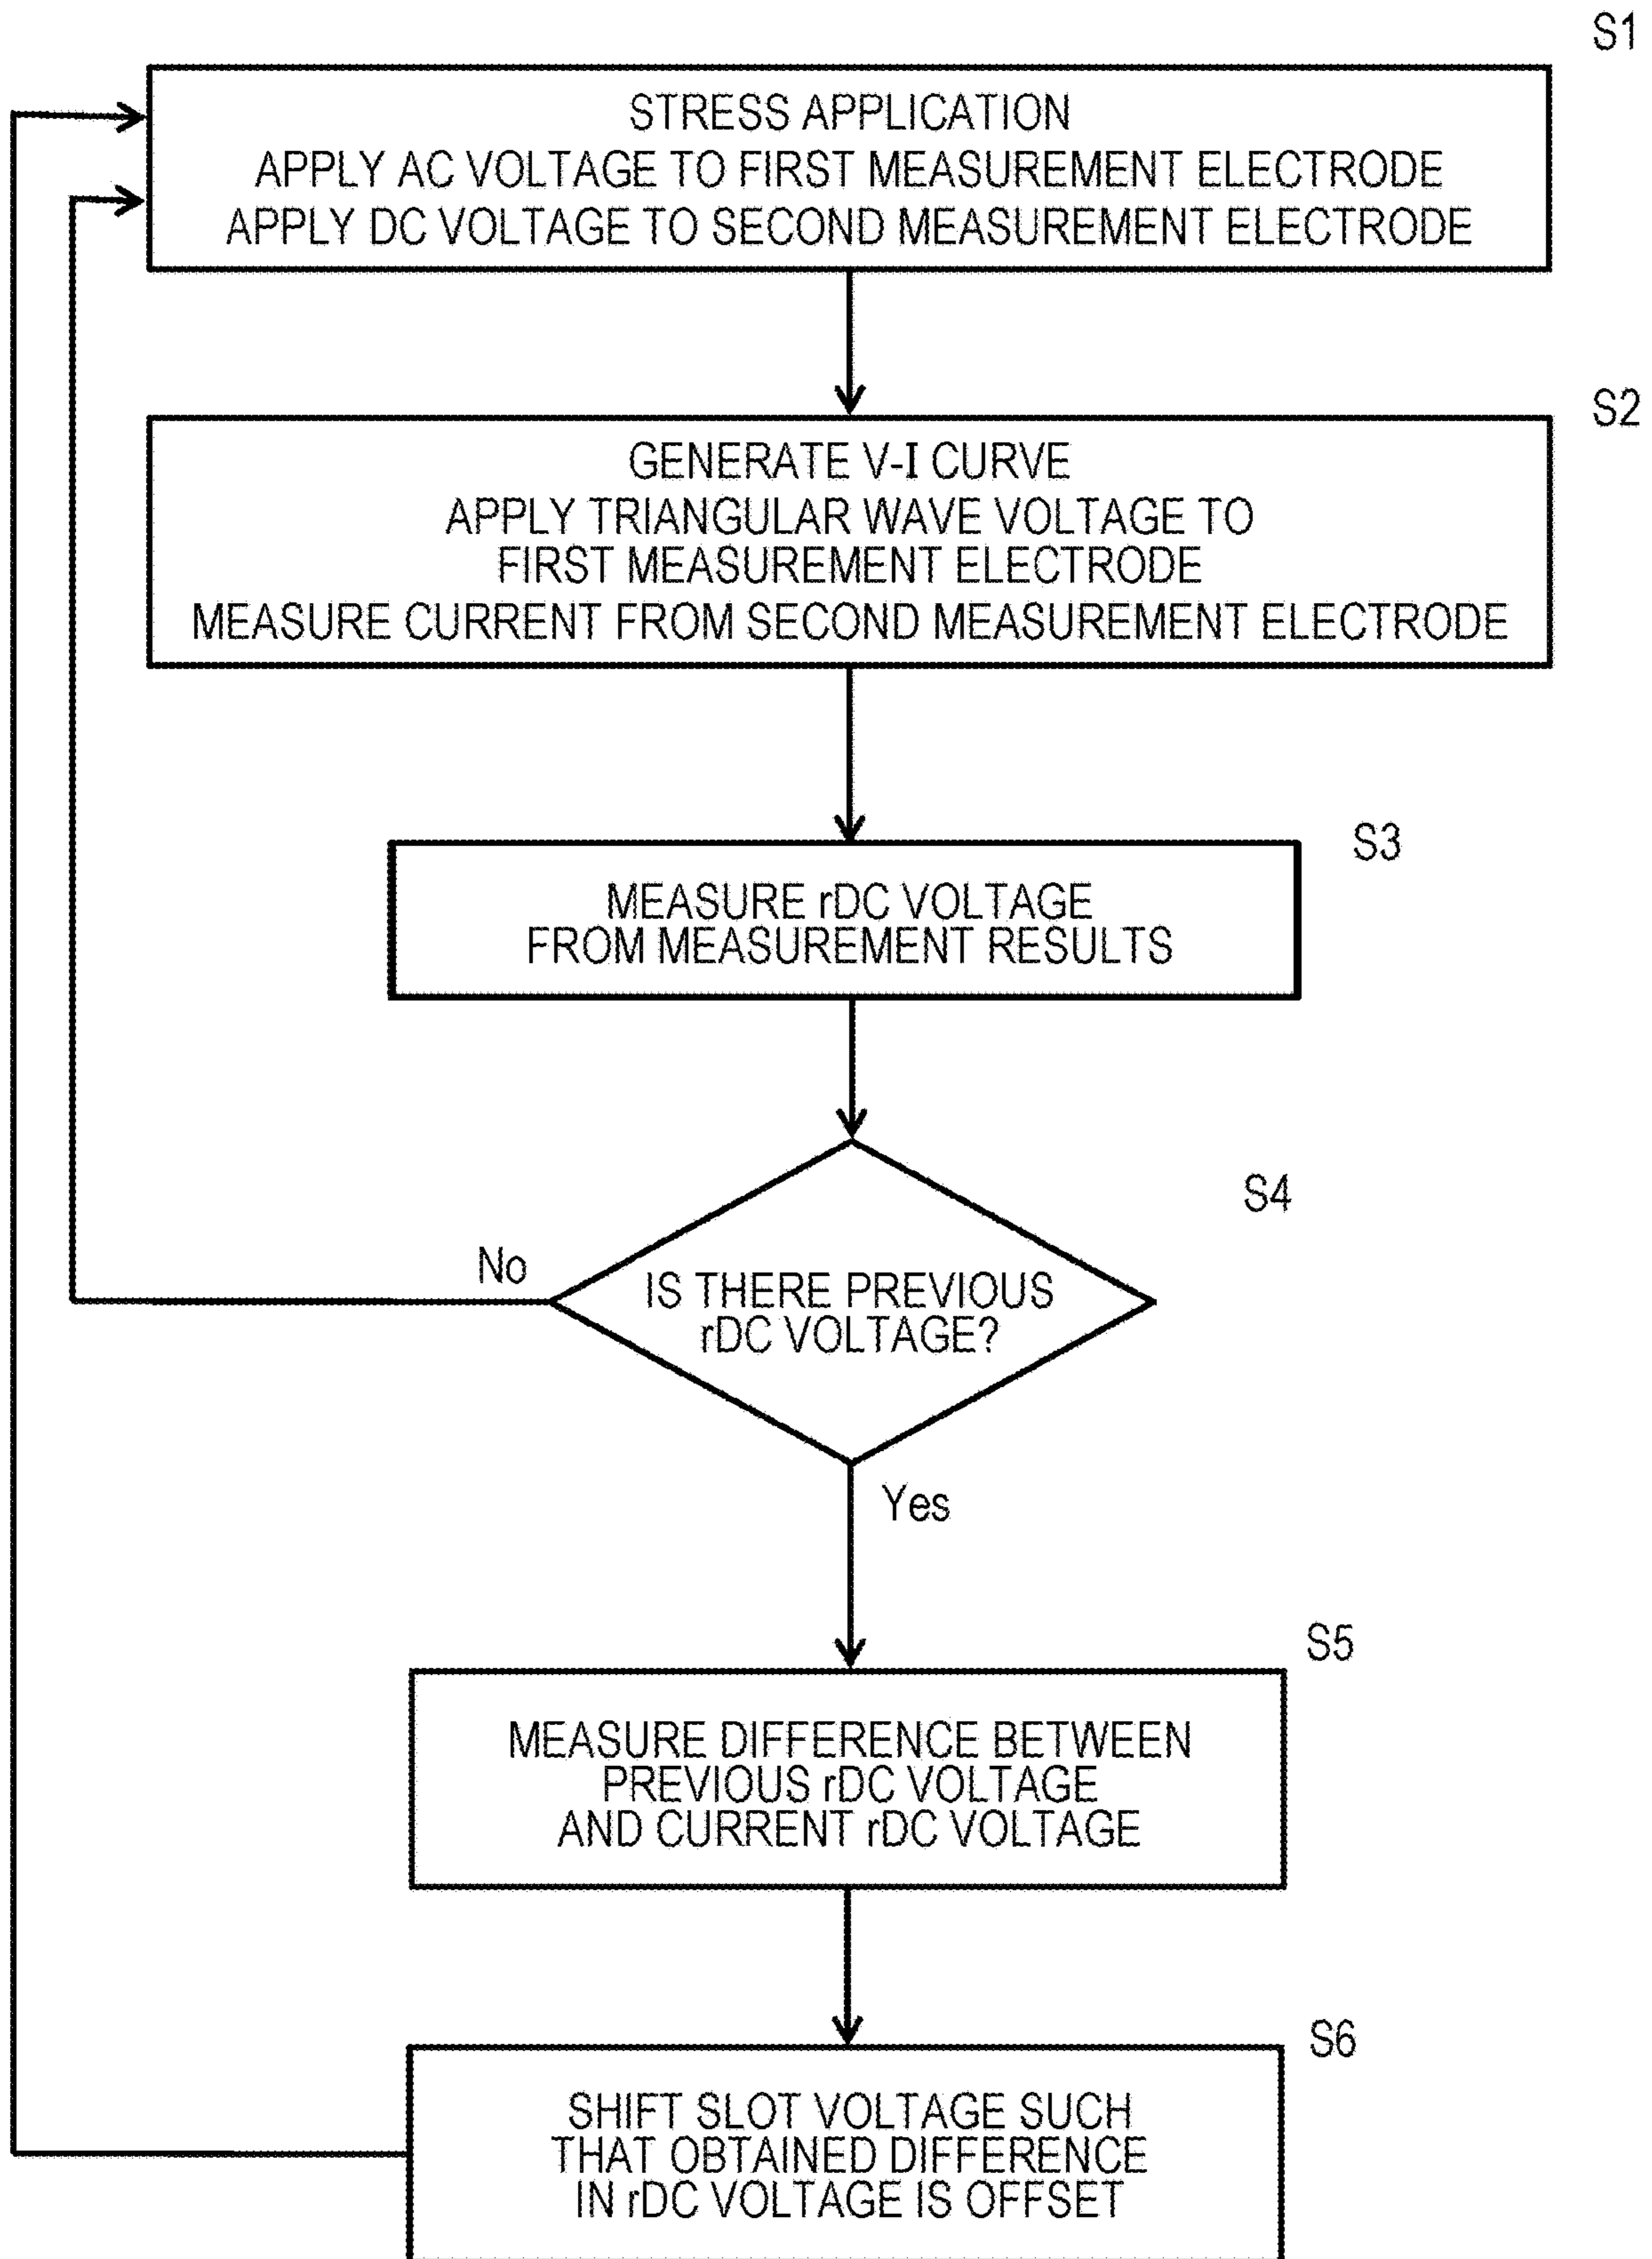 S1
STRESS APPLICATION
APPLY AC VOLTAGE TO FIRST MEASUREMENT ELECTRODE
APPLY DC VOLTAGE TO SECOND MEASUREMENT ELECTRODE
S2
GENERATE V-I CURVE
APPLY TRIANGULAR WAVE VOLTAGE TO
FIRST MEASUREMENT ELECTRODE
MEASURE CURRENT FROM SECOND MEASUREMENT ELECTRODE
S3
MEASURE rDC VOLTAGE
FROM MEASUREMENT RESULTS
S4
No
IS THERE PREVIOUS
rDC VOLTAGE?
Yes
S5
MEASURE DIFFERENCE BETWEEN
PREVIOUS rDC VOLTAGE
AND CURRENT rDC VOLTAGE
S6
SHIFT SLOT VOLTAGE SUCH
THAT OBTAINED DIFFERENCE
IN rDC VOLTAGE IS OFFSET